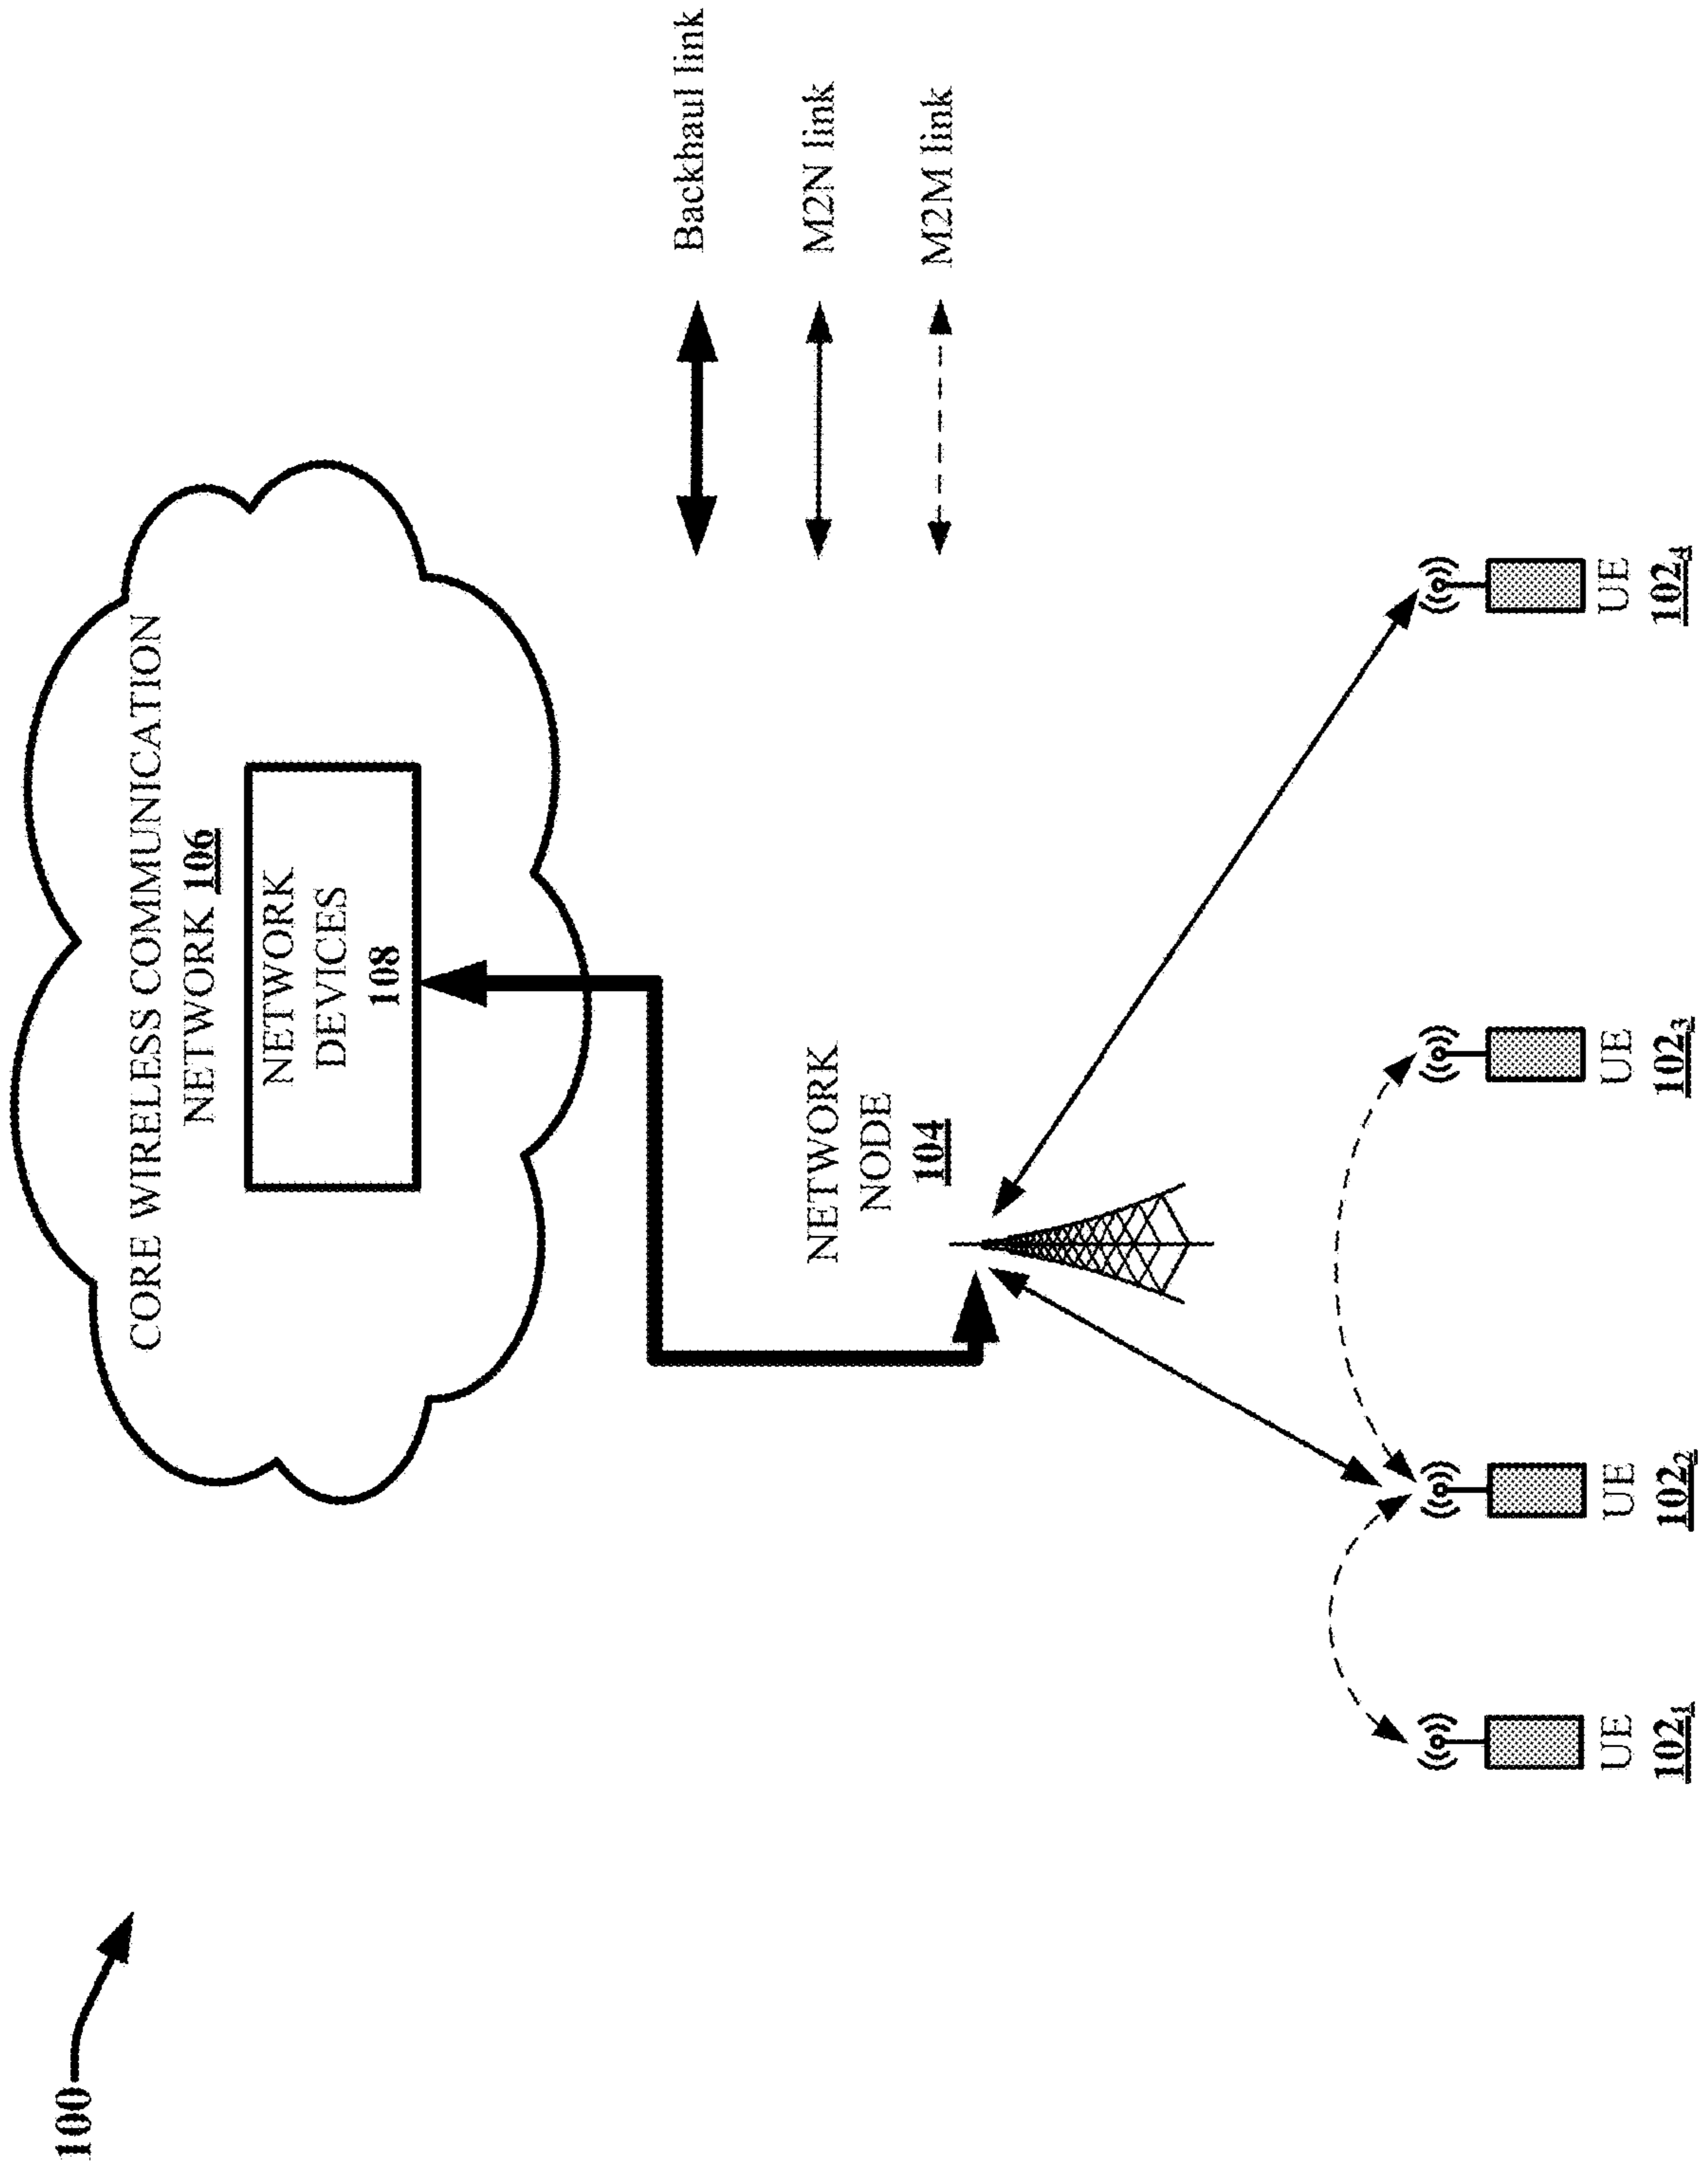 100
CORE WIRELESS COMMUNICATION
NETWORK 106
NETWORK
DEVICES
108
Backhaul link
M2N link
M2M link
NETWORK
NODE
104
UE
102₁
UE
102₂
UE
102₃
UE
102₄